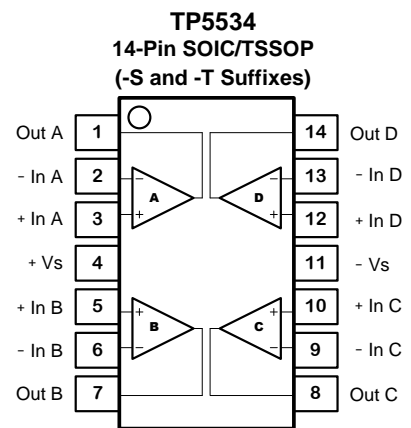 TP5534
14-Pin SOIC/TSSOP
(-S and -T Suffixes)
Out A 1 14 Out D
- In A 2 − − 13 - In D
A D
+ In A 3 + + 12 + In D
+ Vs 4 11 - Vs
+ In B 5 + + 10 + In C
B C
- In B 6 − − 9 - In C
Out B 7 8 Out C